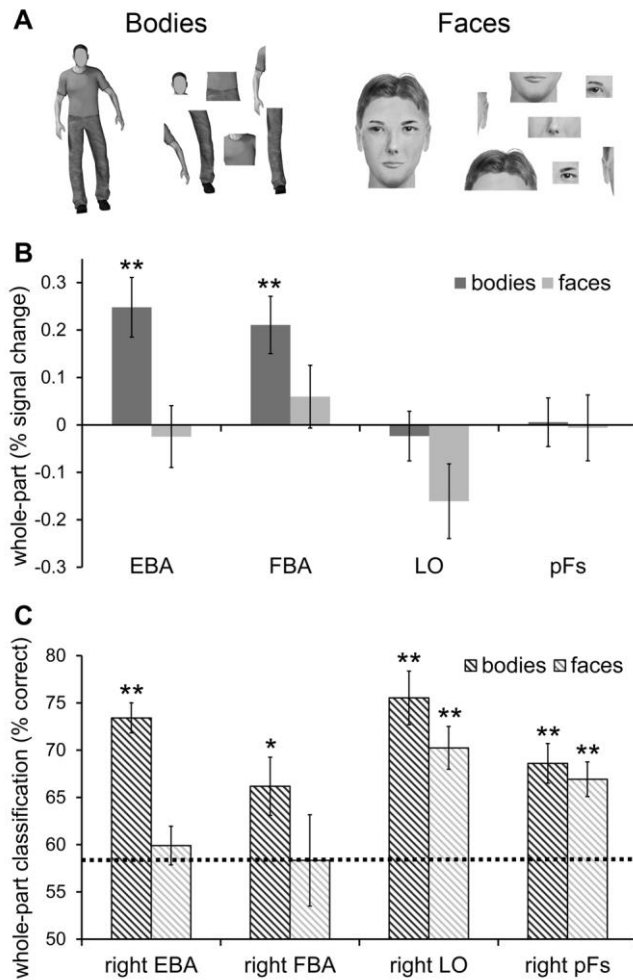 A
Bodies
Faces
B
whole-part (% signal change)
0.3
0.2
0.1
0
-0.1
-0.2
-0.3
**
**
bodies
faces
EBA
FBA
LO
pFs
C
whole-part classification (% correct)
80
75
70
65
60
55
50
**
*
**
**
**
**
bodies
faces
right EBA
right FBA
right LO
right pFs